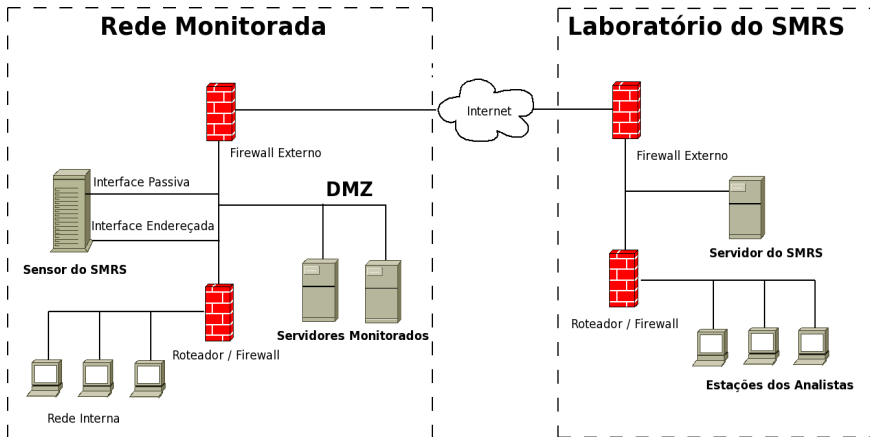 Rede Monitorada
Laboratório do SMRS
Internet
Firewall Externo
Firewall Externo
Interface Passiva
DMZ
Interface Endereçada
Sensor do SMRS
Servidor do SMRS
Servidores Monitorados
Roteador / Firewall
Roteador / Firewall
Estações dos Analistas
Rede Interna